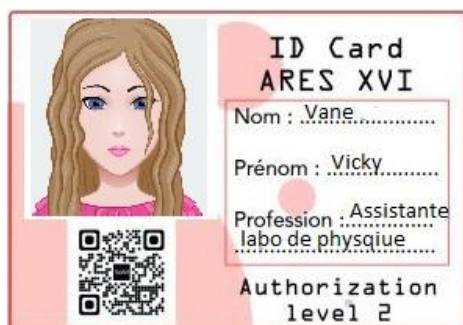 ID Card
ARES XVI
Nom : Vane
Prénom : Vicky
Profession : Assistante
labo de physqiue
Authorization
level 2